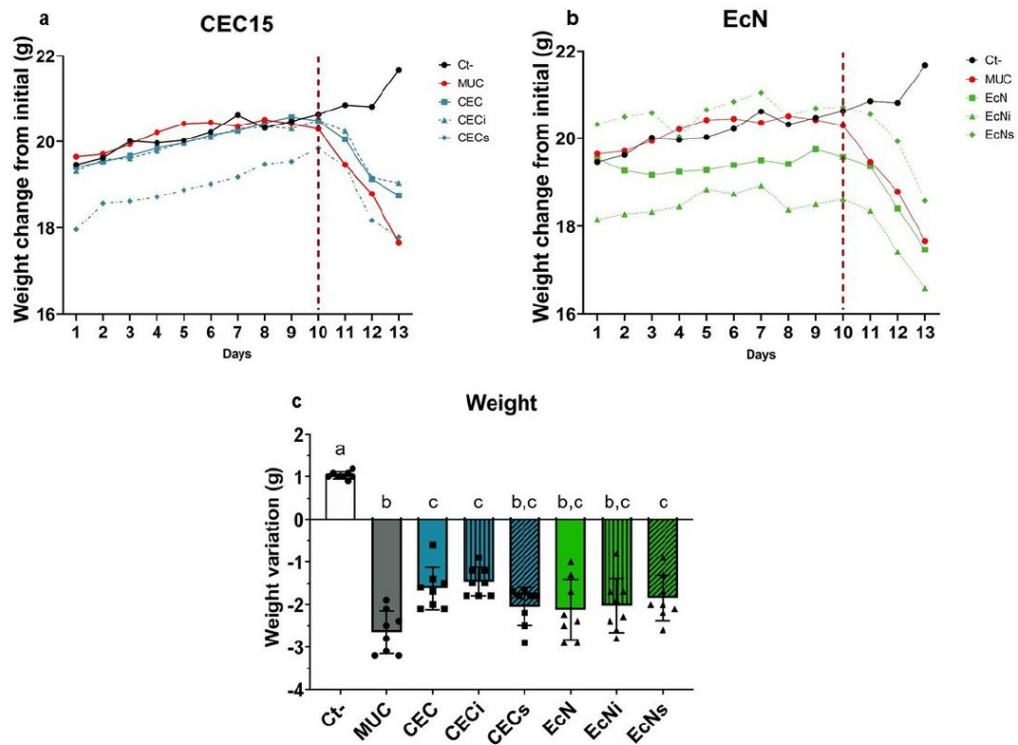 a
CEC15
Weight change from initial (g)
22
20
18
16
1 2 3 4 5 6 7 8 9 10 11 12 13
Days
Ct-
MUC
CEC
CECi
CECs
b
EcN
Weight change from initial (g)
22
20
18
16
1 2 3 4 5 6 7 8 9 10 11 12 13
Days
Ct-
MUC
EcN
EcNi
EcNs
c
Weight
Weight variation (g)
2
1
0
-1
-2
-3
-4
a b c c b,c b,c b,c c
Ct- MUC CEC CECi CECs EcN EcNi EcNs